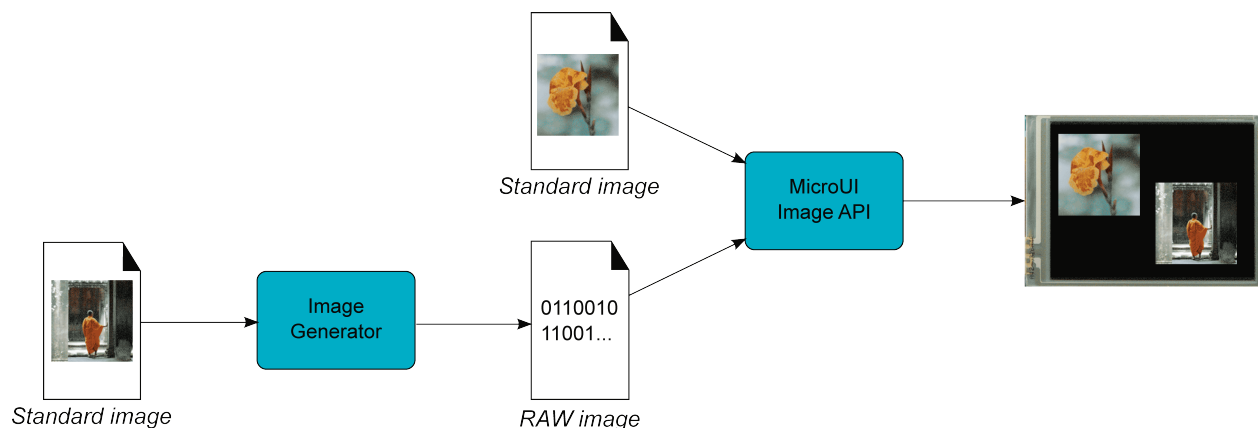 Standard image
MicroUI
Image API
Image
Generator
0110010
11001...
Standard image
RAW image